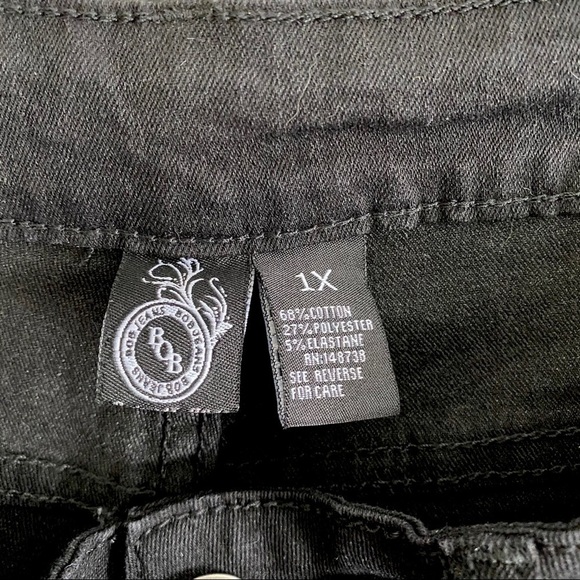 BOB JEANS BOB JEANS BOB JEANS
BOB
1X
68%COTTON
27%POLYESTER
5%ELASTANE
RN:148738
SEE REVERSE
FOR CARE